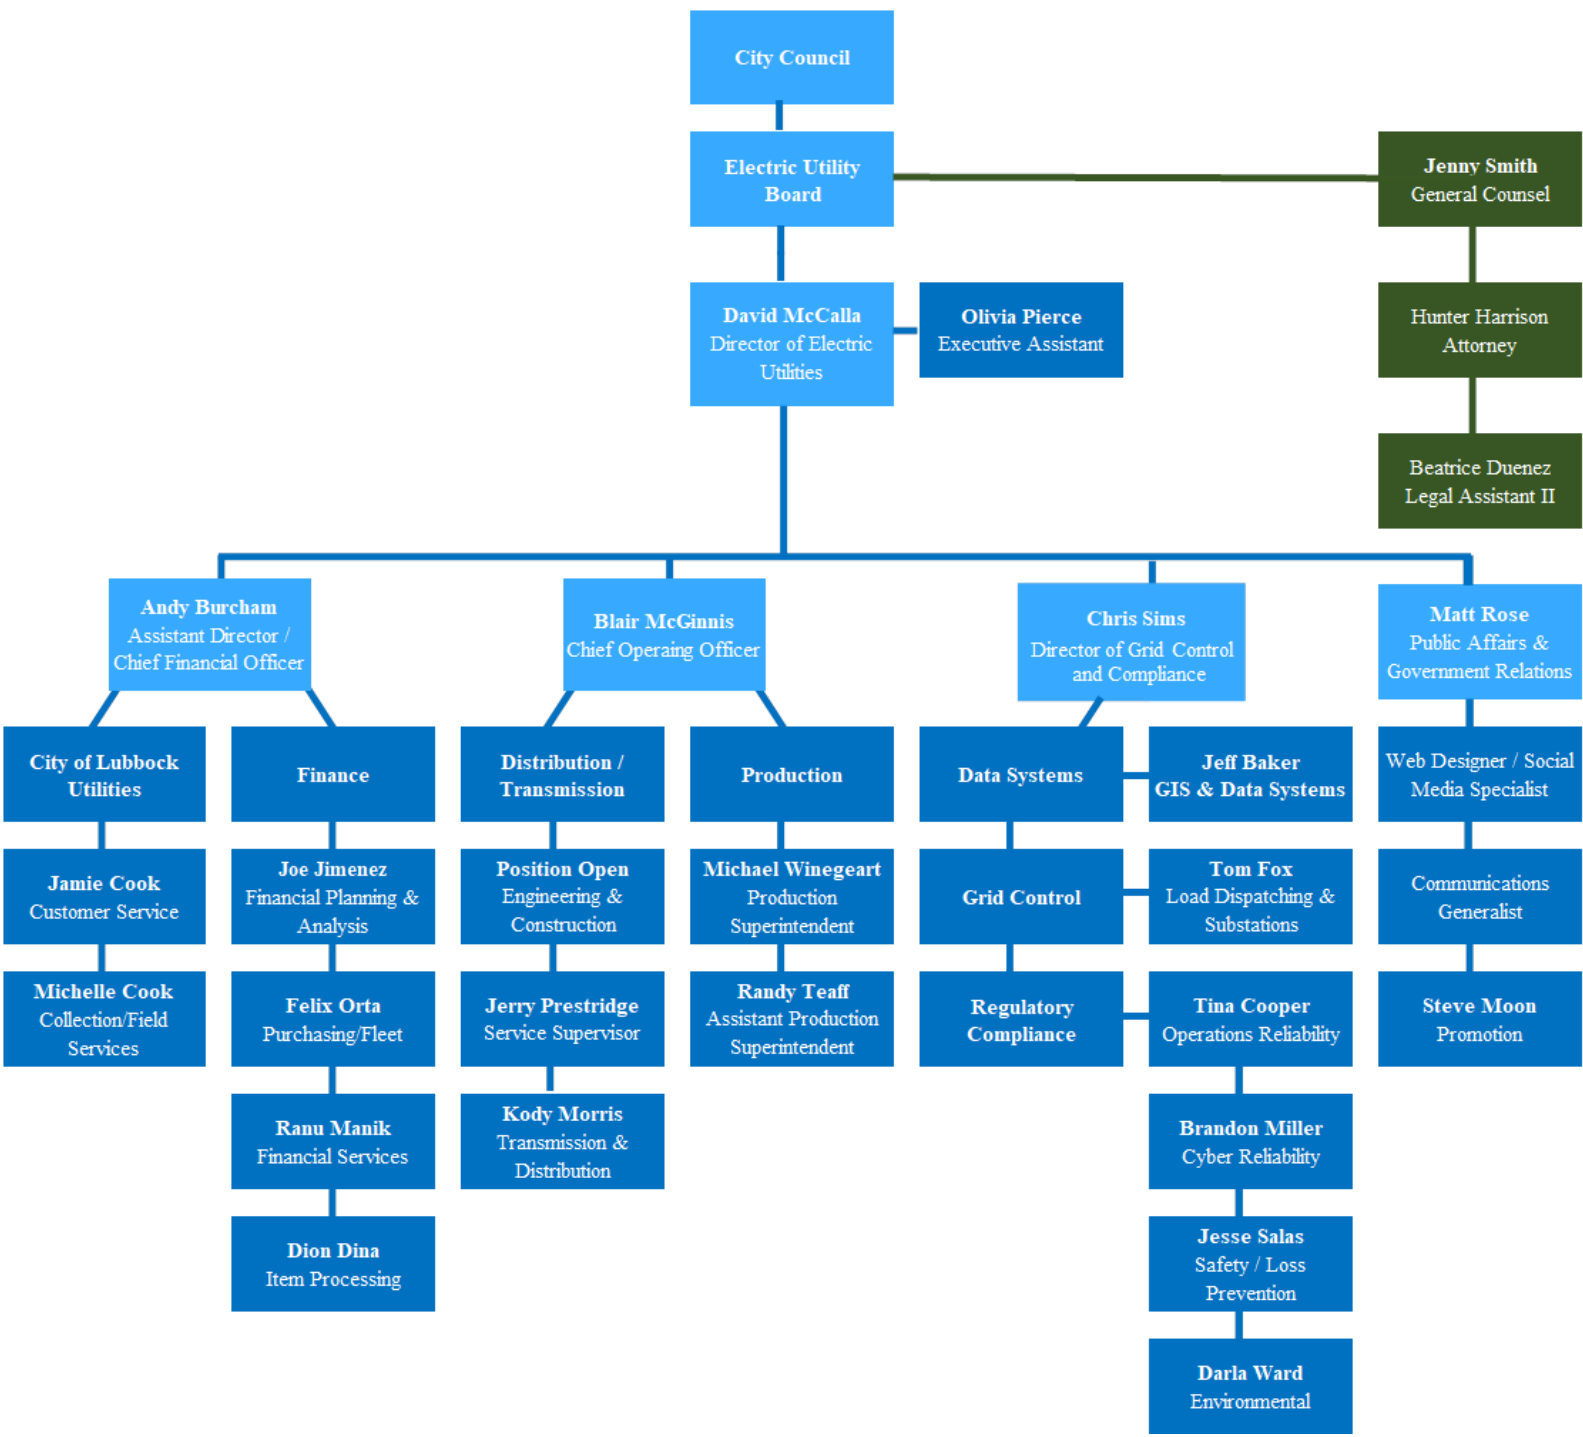 City Council
Electric Utility
Board
Jenny Smith
General Counsel
David McCalla
Director of Electric
Utilities
Olivia Pierce
Executive Assistant
Hunter Harrison
Attorney
Beatrice Duenez
Legal Assistant II
Andy Burcham
Assistant Director /
Chief Financial Officer
Blair McGinnis
Chief Operaing Officer
Chris Sims
Director of Grid Control
and Compliance
Matt Rose
Public Affairs &
Government Relations
City of Lubbock
Utilities
Finance
Distribution /
Transmission
Production
Data Systems
Jeff Baker
GIS & Data Systems
Web Designer / Social
Media Specialist
Jamie Cook
Customer Service
Joe Jimenez
Financial Planning &
Analysis
Position Open
Engineering &
Construction
Michael Winegeart
Production
Superintendent
Grid Control
Tom Fox
Load Dispatching &
Substations
Communications
Generalist
Michelle Cook
Collection/Field
Services
Felix Orta
Purchasing/Fleet
Jerry Prestridge
Service Supervisor
Randy Teaff
Assistant Production
Superintendent
Regulatory
Compliance
Tina Cooper
Operations Reliability
Steve Moon
Promotion
Ranu Manik
Financial Services
Kody Morris
Transmission &
Distribution
Brandon Miller
Cyber Reliability
Dion Dina
Item Processing
Jesse Salas
Safety / Loss
Prevention
Darla Ward
Environmental